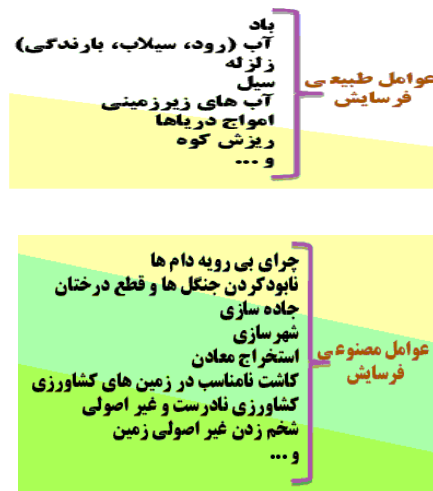 باد
آب (رود، سیلاب، بارندگی)
زلزله
سیل
آب های زیرزمینی
امواج دریاها
ریزش کوه
و ...
عوامل طبیعی
فرسایش
چرای بی رویه دام ها
نابودکردن جنگل ها و قطع درختان
جاده سازی
شهرسازی
استخراج معادن
کاشت نامناسب در زمین های کشاورزی
کشاورزی نادرست و غیر اصولی
شخم زدن غیر اصولی زمین
و ...
عوامل مصنوعی
فرسایش